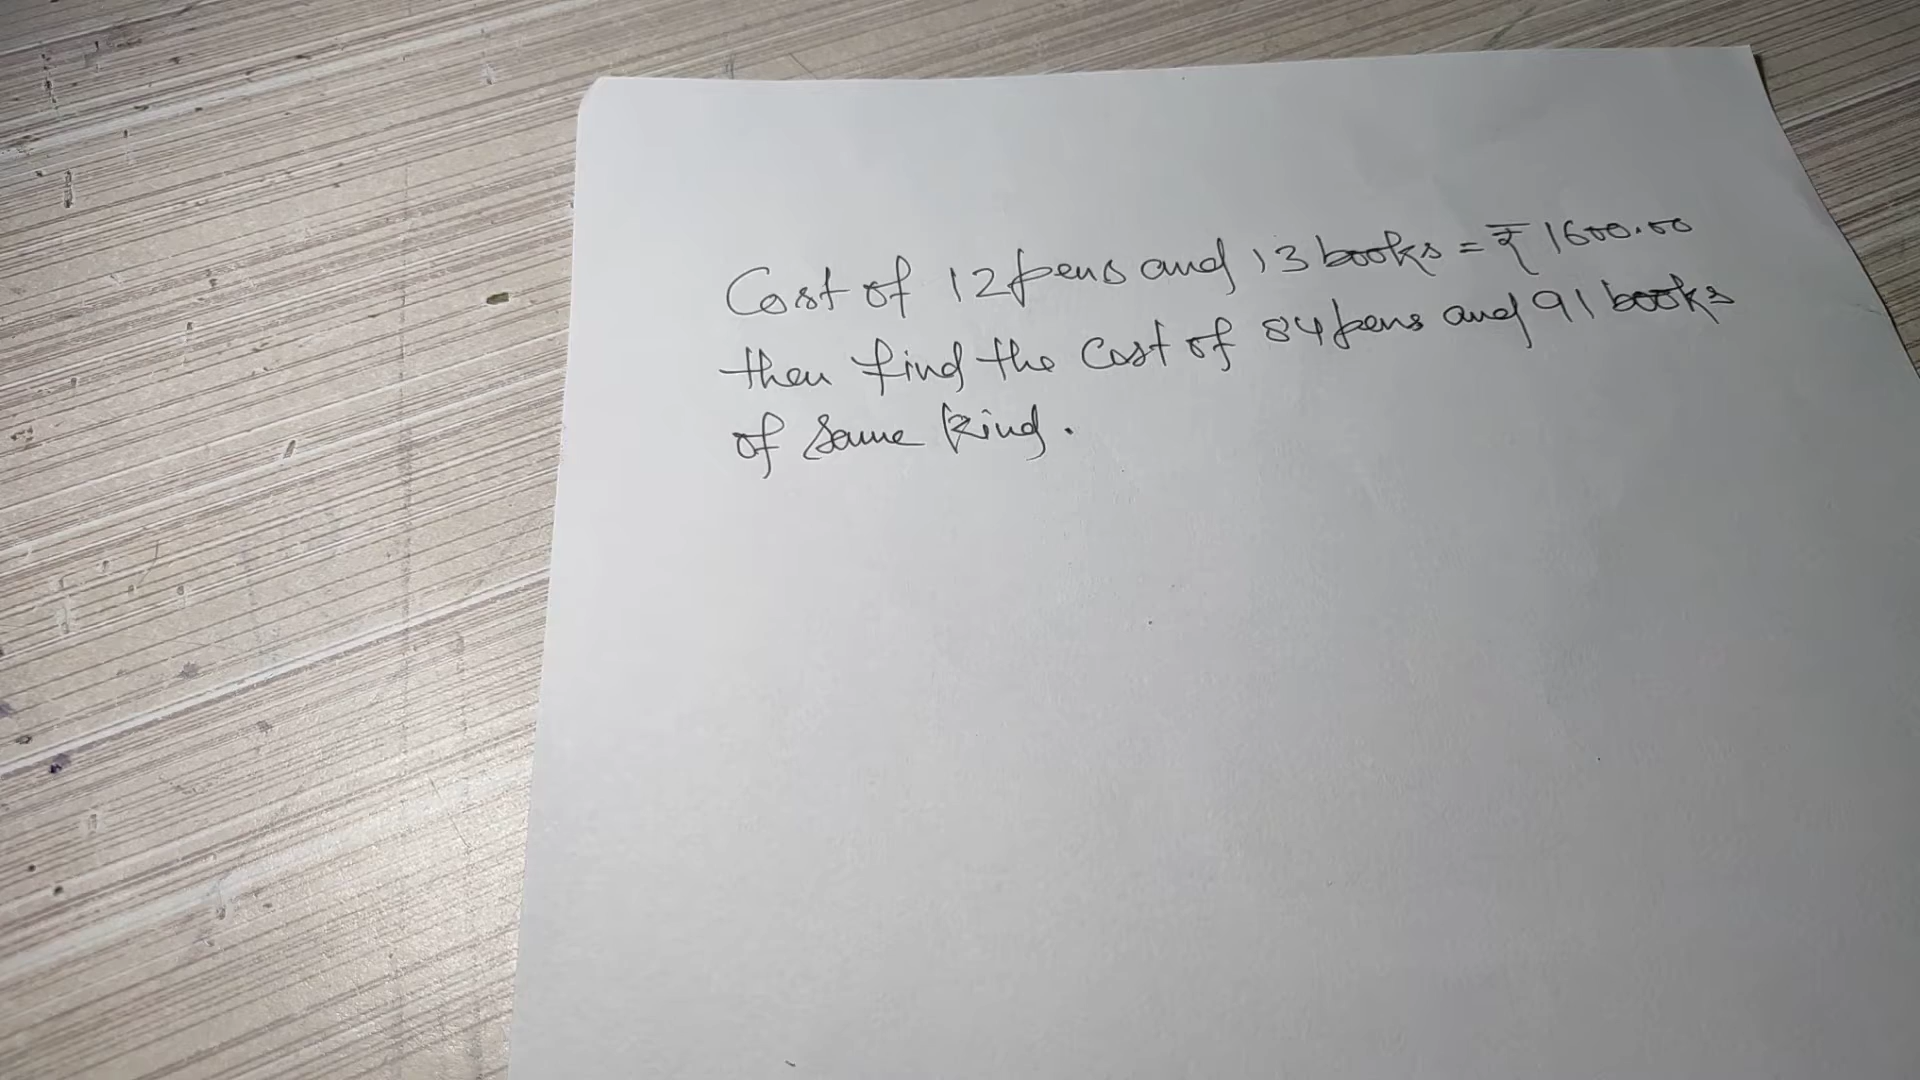 Cost of 12 pens and 13 books = ₹ 1600.00
then find the cost of 84 pens and 91 books
of same kind.